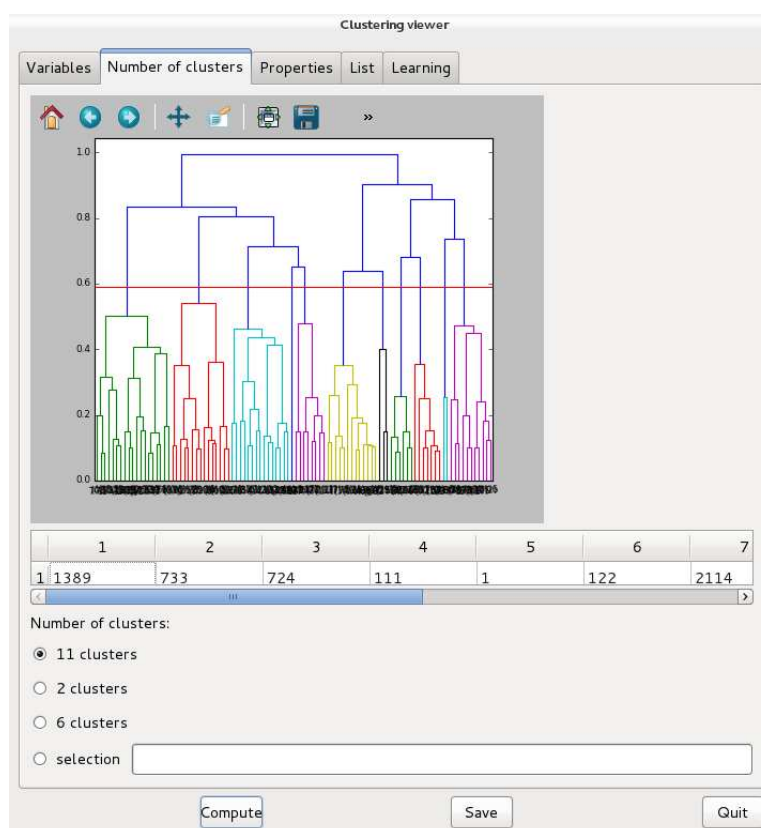 Clustering viewer
Variables Number of clusters Properties List Learning
»
1.0
0.8
0.6
0.4
0.2
0.0
1 2 3 4 5 6 7
1 1389 733 724 111 1 122 2114
Number of clusters:
11 clusters
2 clusters
6 clusters
selection
Compute Save Quit